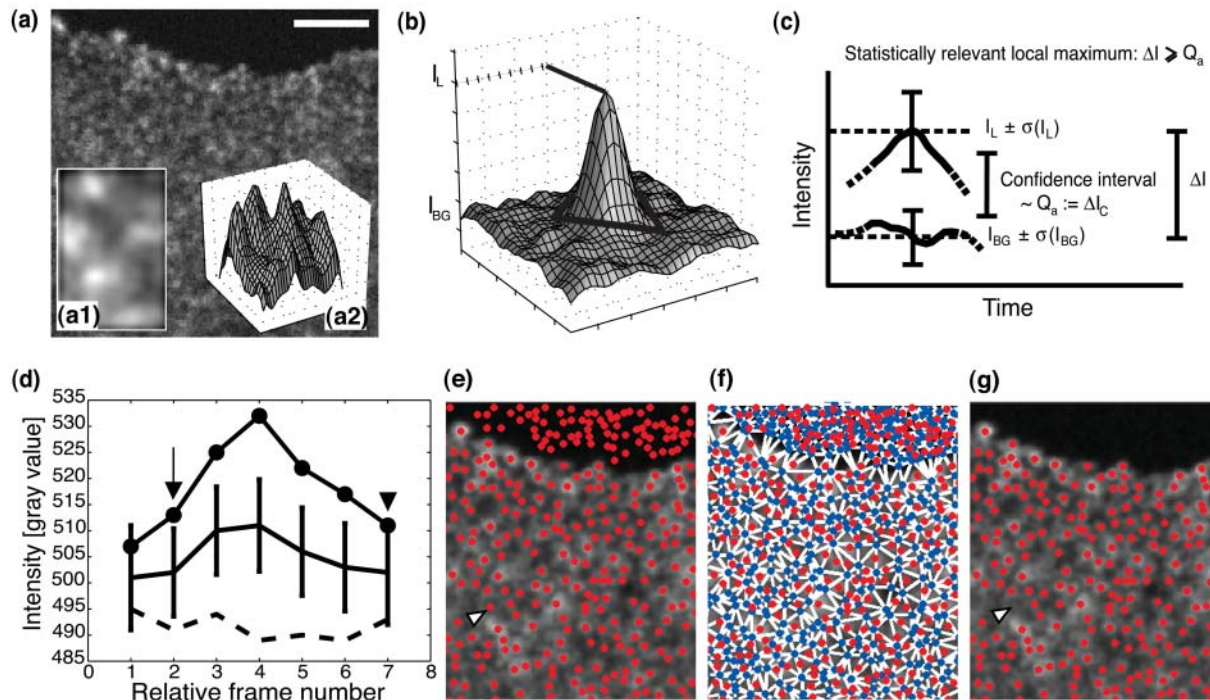 (a)
(a1)
(a2)
(b)
I_L
I_BG
(c)
Statistically relevant local maximum: ΔI ⩾ Q_a
Intensity
I_L ± σ(I_L)
Confidence interval
~ Q_a := ΔI_C
I_BG ± σ(I_BG)
ΔI
Time
(d)
Intensity [gray value]
535
530
525
520
515
510
505
500
495
490
485
0 1 2 3 4 5 6 7 8
Relative frame number
(e)
(f)
(g)